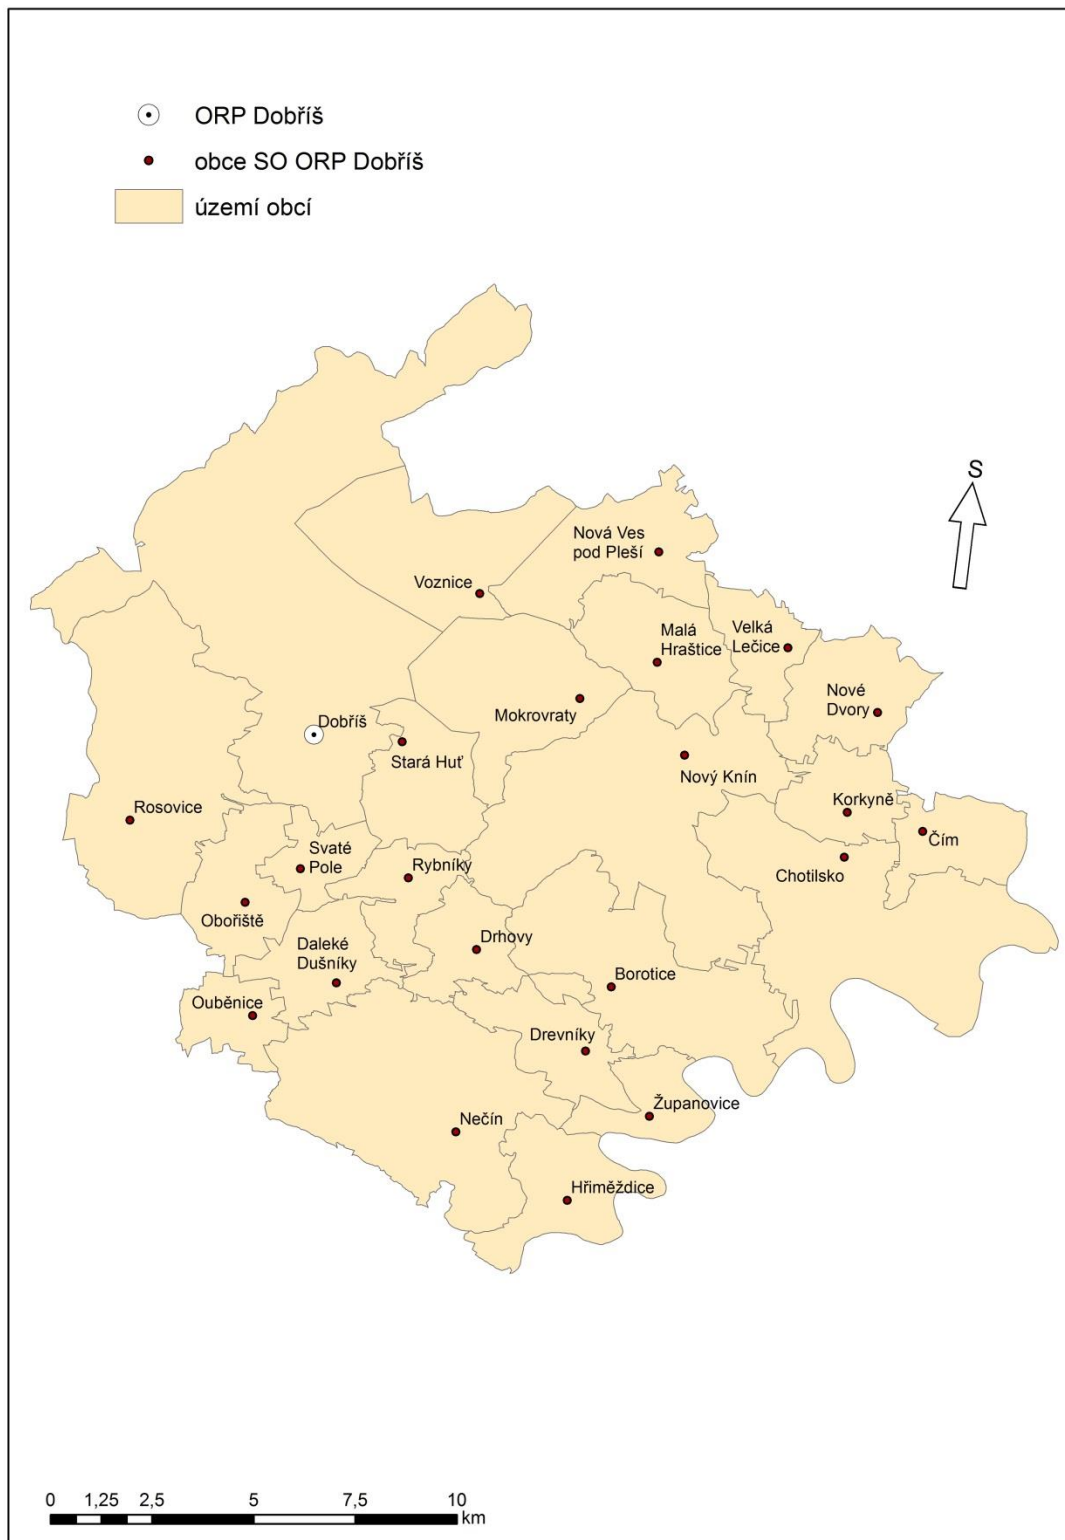 ORP Dobříš
obce SO ORP Dobříš
území obcí
S
Nová Ves
pod Pleší
Voznice
Malá
Hraštice
Velká
Lečice
Nové
Dvory
Mokrovraty
Dobříš
Stará Huť
Nový Knín
Rosovice
Korkyně
Čím
Svaté
Pole
Rybníky
Chotilsko
Obořiště
Drhovy
Daleké
Dušníky
Borotice
Ouběnice
Drevníky
Županovice
Nečín
Hřiměždice
0 1,25 2,5 5 7,5 10
km